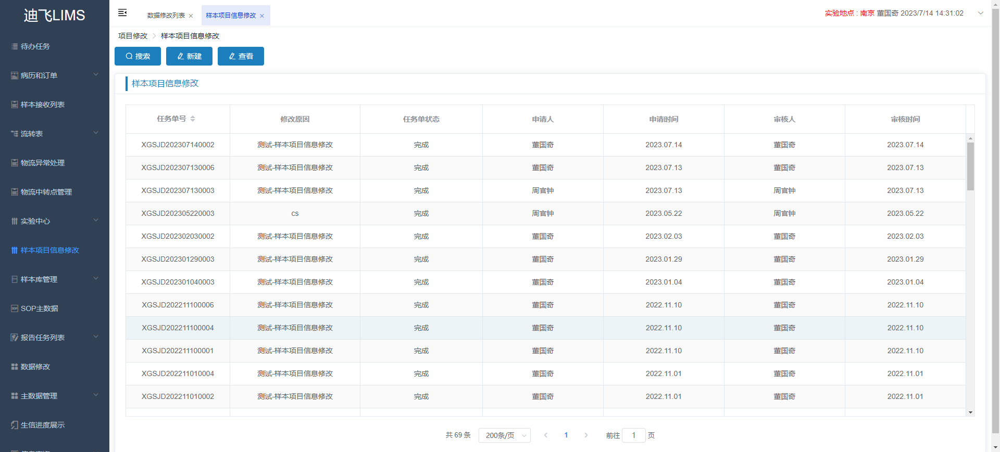 迪飞LIMS
待办任务
病历和订单
样本接收列表
流转表
物流异常处理
物流中转点管理
实验中心
样本项目信息修改
样本库管理
SOP主数据
报告任务列表
数据修改
主数据管理
生信进度展示
数据修改列表 × 样本项目信息修改 ×
实验地点 : 南京 董国奇 2023/7/14 14:31:02
项目修改 > 样本项目信息修改
搜索 新建 查看
样本项目信息修改
任务单号 修改原因 任务单状态 申请人 申请时间 审核人 审核时间
XGSJD202307140002 测试-样本项目信息修改 完成 董国奇 2023.07.14 董国奇 2023.07.14
XGSJD202307130006 测试-样本项目信息修改 完成 董国奇 2023.07.13 董国奇 2023.07.13
XGSJD202307130003 测试-样本项目信息修改 完成 周官钟 2023.07.13 周官钟 2023.07.13
XGSJD202305220003 cs 完成 周官钟 2023.05.22 周官钟 2023.05.22
XGSJD202302030002 测试-样本项目信息修改 完成 董国奇 2023.02.03 董国奇 2023.02.03
XGSJD202301290003 测试-样本项目信息修改 完成 董国奇 2023.01.29 董国奇 2023.01.29
XGSJD202301040003 测试-样本项目信息修改 完成 董国奇 2023.01.04 董国奇 2023.01.04
XGSJD202211100006 测试-样本项目信息修改 完成 董国奇 2022.11.10 董国奇 2022.11.10
XGSJD202211100004 测试-样本项目信息修改 完成 董国奇 2022.11.10 董国奇 2022.11.10
XGSJD202211100001 测试-样本项目信息修改 完成 董国奇 2022.11.10 董国奇 2022.11.10
XGSJD202211010004 测试-样本项目信息修改 完成 董国奇 2022.11.01 董国奇 2022.11.01
XGSJD202211010002 测试-样本项目信息修改 完成 董国奇 2022.11.01 董国奇 2022.11.01
共 69 条 200条/页 < 1 > 前往 1 页